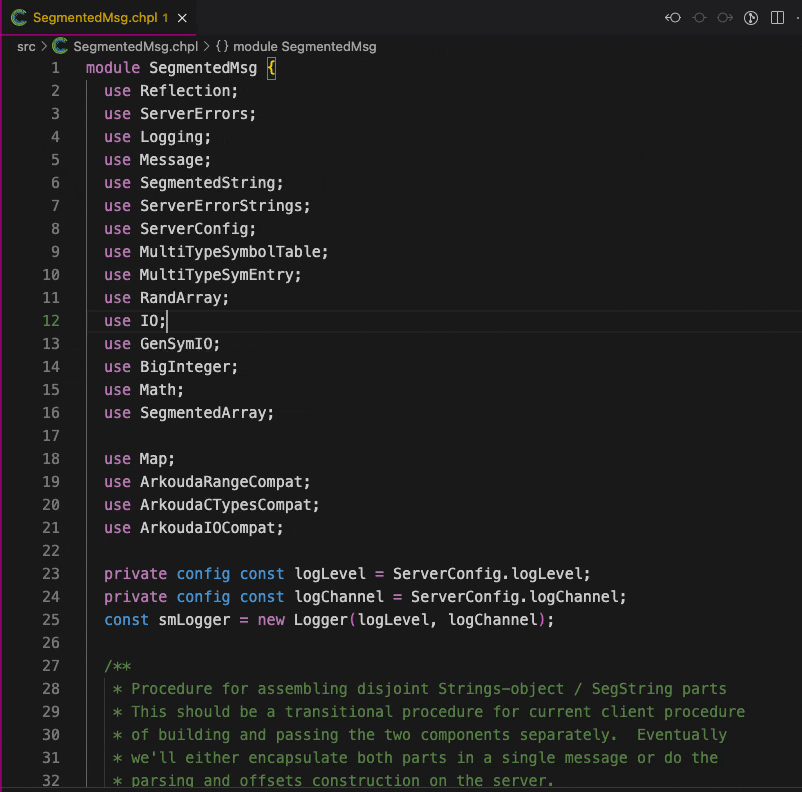 SegmentedMsg.chpl 1 ×
src > SegmentedMsg.chpl > {} module SegmentedMsg
1 module SegmentedMsg {
2 use Reflection;
3 use ServerErrors;
4 use Logging;
5 use Message;
6 use SegmentedString;
7 use ServerErrorStrings;
8 use ServerConfig;
9 use MultiTypeSymbolTable;
10 use MultiTypeSymEntry;
11 use RandArray;
12 use IO;
13 use GenSymIO;
14 use BigInteger;
15 use Math;
16 use SegmentedArray;
17
18 use Map;
19 use ArkoudaRangeCompat;
20 use ArkoudaCTypesCompat;
21 use ArkoudaIOCompat;
22
23 private config const logLevel = ServerConfig.logLevel;
24 private config const logChannel = ServerConfig.logChannel;
25 const smLogger = new Logger(logLevel, logChannel);
26
27 /**
28 * Procedure for assembling disjoint Strings-object / SegString parts
29 * This should be a transitional procedure for current client procedure
30 * of building and passing the two components separately.  Eventually
31 * we'll either encapsulate both parts in a single message or do the
32 * parsing and offsets construction on the server.